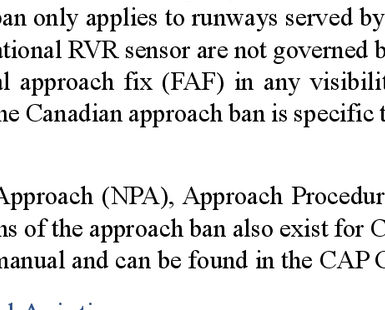 ban only applies to runways served by
ational RVR sensor are not governed b
al approach fix (FAF) in any visibilit
he Canadian approach ban is specific t
Approach (NPA), Approach Procedur
ns of the approach ban also exist for C
manual and can be found in the CAP G